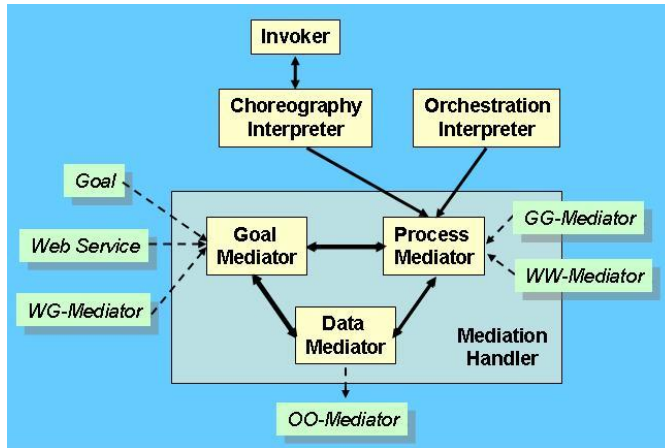 Invoker
Choreography
Interpreter
Orchestration
Interpreter
Goal
Web Service
WG-Mediator
Goal
Mediator
Process
Mediator
GG-Mediator
WW-Mediator
Data
Mediator
Mediation
Handler
OO-Mediator